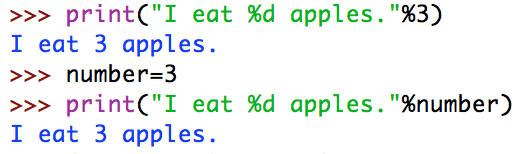 >>> print("I eat %d apples."%3)
I eat 3 apples.
>>> number=3
>>> print("I eat %d apples."%number)
I eat 3 apples.